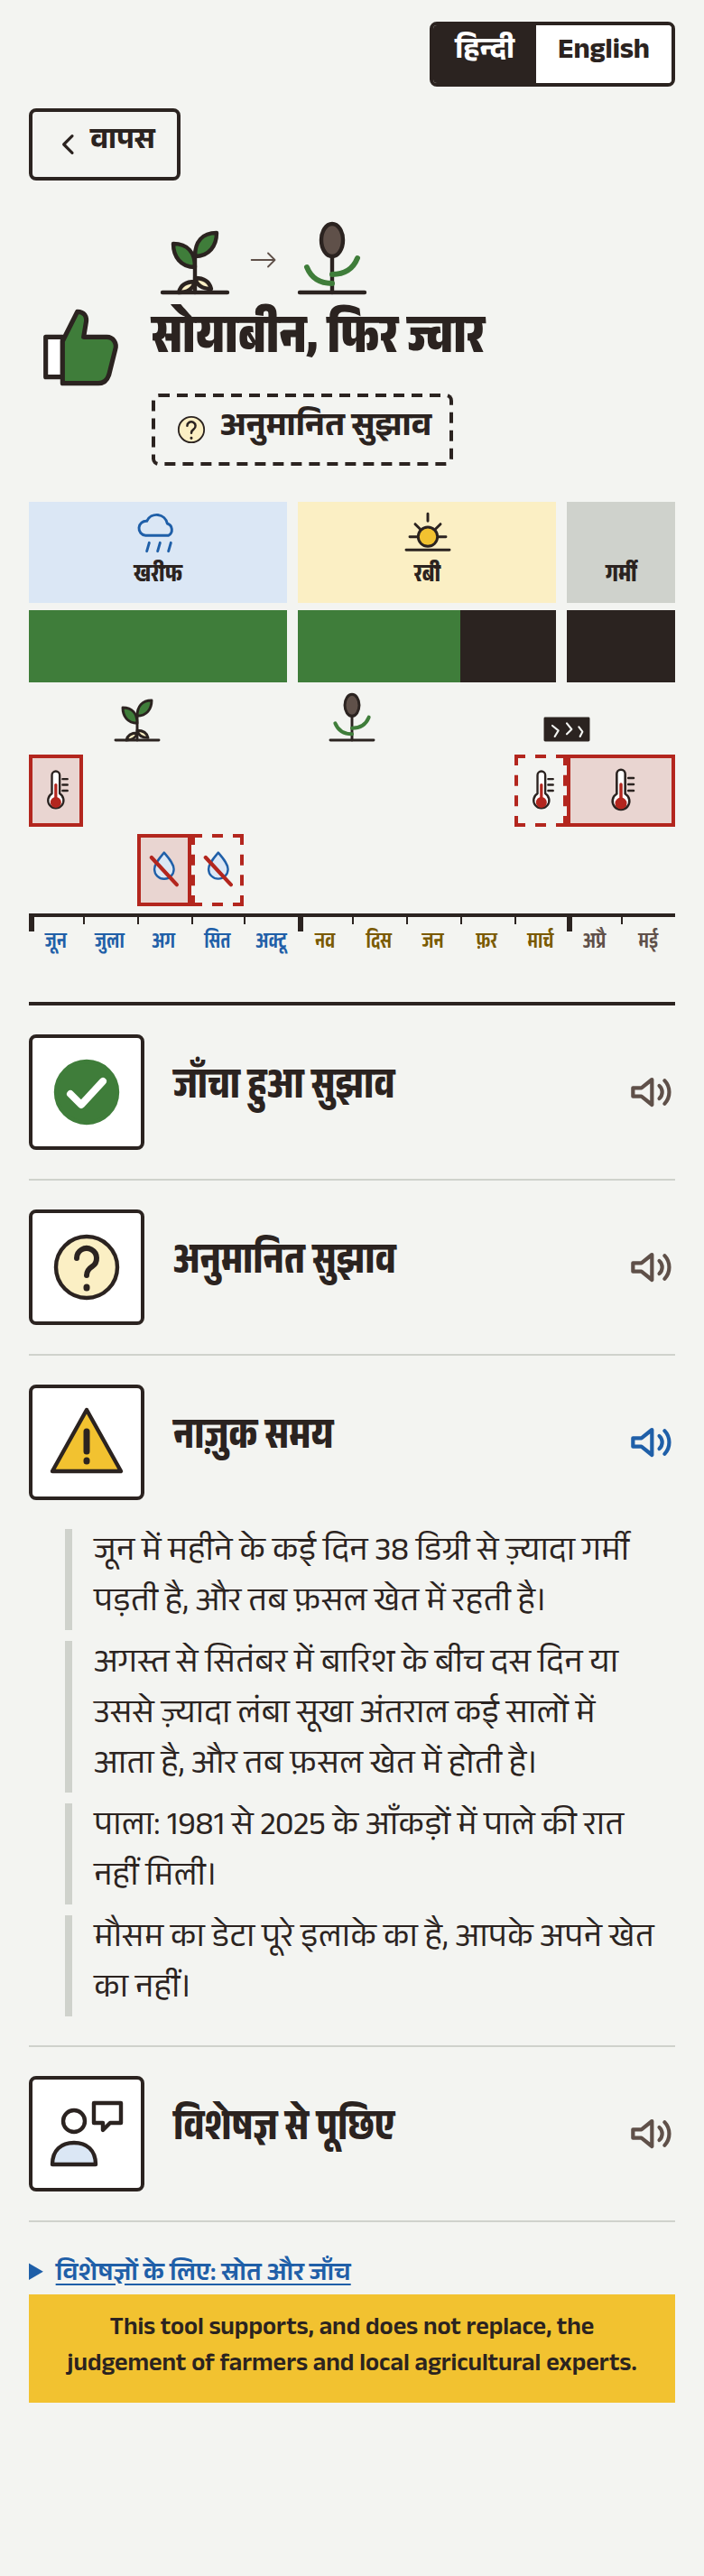 हिन्दी English
वापस
सोयाबीन, फिर ज्वार
अनुमानित सुझाव
खरीफ रबी गर्मी
जून जुला अग सित अक्टू नव दिस जन फ़र मार्च अप्रै मई
जाँचा हुआ सुझाव
अनुमानित सुझाव
नाज़ुक समय
जून में महीने के कई दिन 38 डिग्री से ज़्यादा गर्मी
पड़ती है, और तब फ़सल खेत में रहती है।
अगस्त से सितंबर में बारिश के बीच दस दिन या
उससे ज़्यादा लंबा सूखा अंतराल कई सालों में
आता है, और तब फ़सल खेत में होती है।
पाला: 1981 से 2025 के आँकड़ों में पाले की रात
नहीं मिली।
मौसम का डेटा पूरे इलाके का है, आपके अपने खेत
का नहीं।
विशेषज्ञ से पूछिए
विशेषज्ञों के लिए: स्रोत और जाँच
This tool supports, and does not replace, the
judgement of farmers and local agricultural experts.